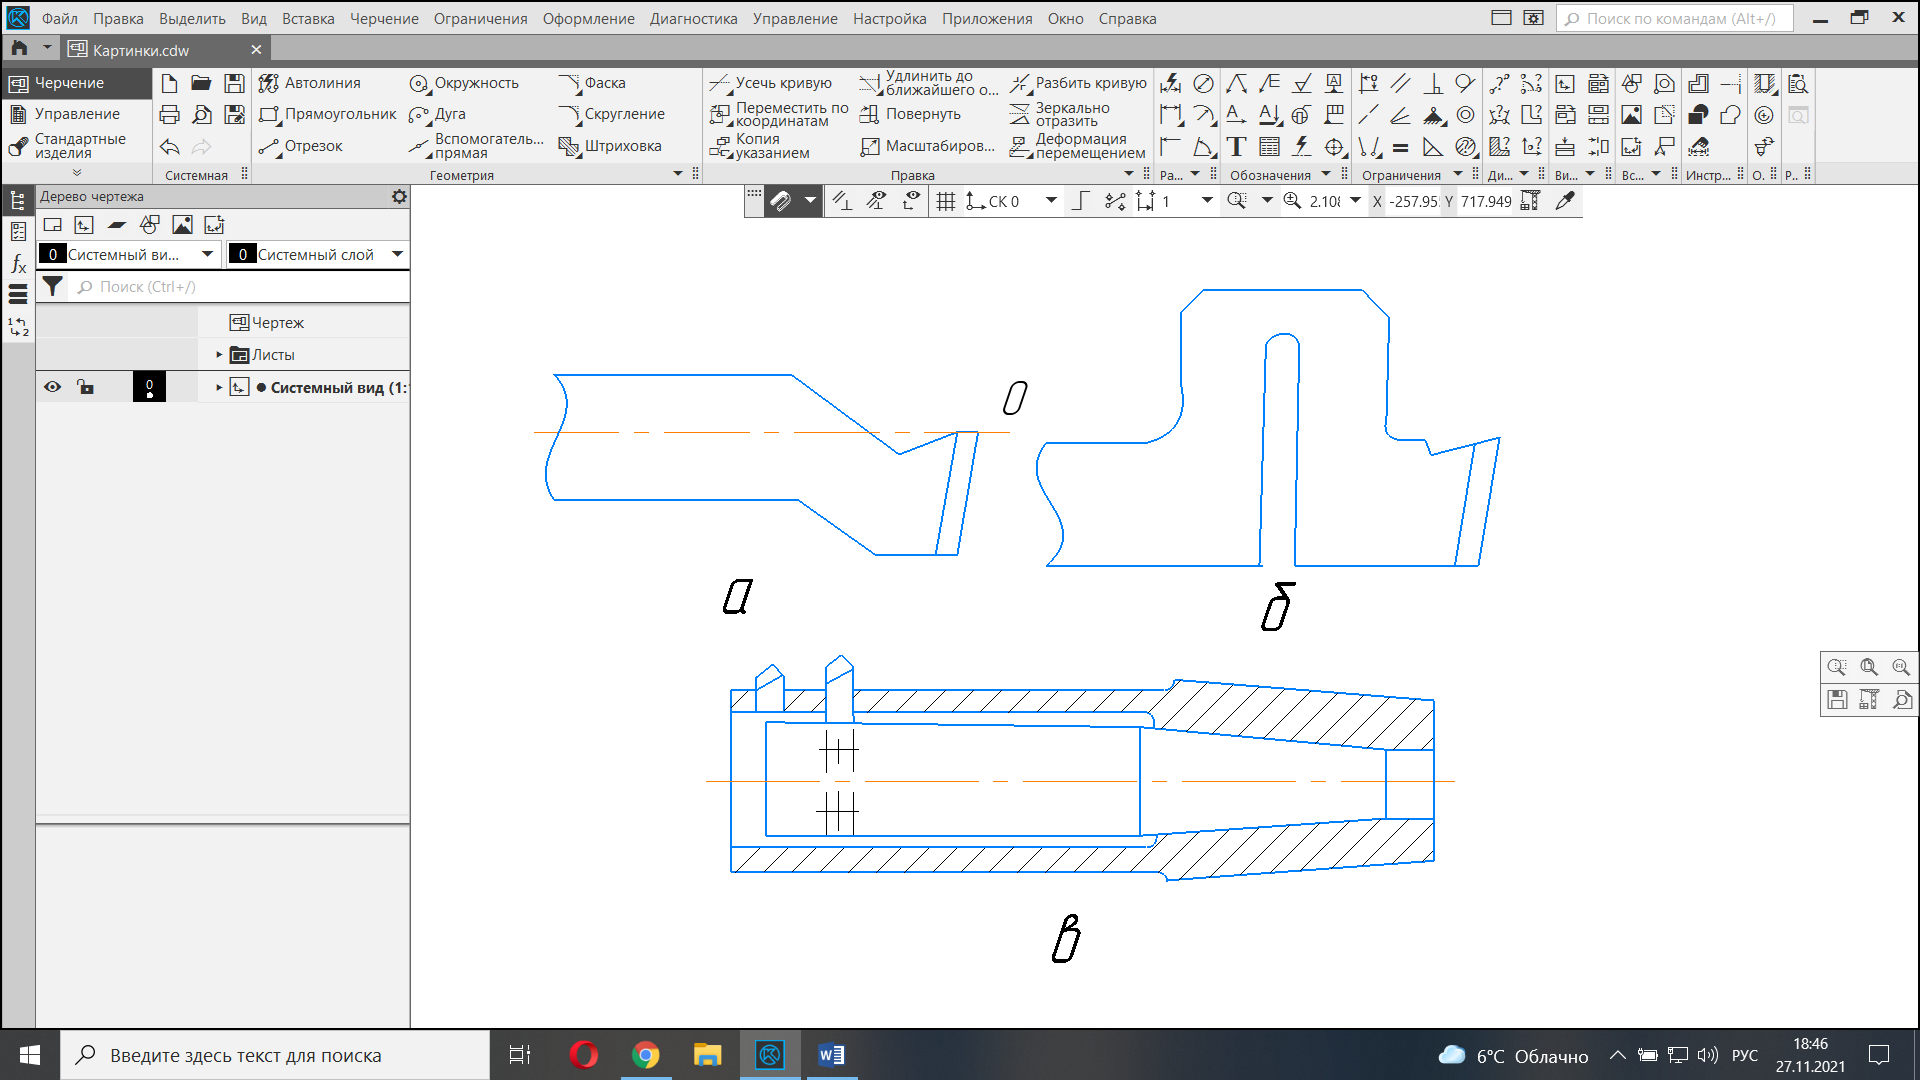 Файл Правка Выделить Вид Вставка Черчение Ограничения Оформление Диагностика Управление Настройка Приложения Окно Справка Поиск по командам (Alt+/)
Картинки.cdw
Черчение
Управление
Стандартные изделия
Системная
Автолиния Окружность Фаска
Прямоугольник Дуга Скругление
Отрезок Вспомогатель... прямая Штриховка
Геометрия
Усечь кривую Удлинить до ближайшего о... Разбить кривую
Переместить по координатам Повернуть Зеркально отразить
Копия указанием Масштабиров... Деформация перемещением
Правка
Ра... Обозначения Ограничения Ди... Ви... Вс... Инстр... О. Р..
Дерево чертежа
СК 0 1 2.108 X -257.95 Y 717.949
0 Системный ви... 0 Системный слой
Поиск (Ctrl+/)
Чертеж
Листы
0 Системный вид (1:
О
а
б
в
Введите здесь текст для поиска
6°C Облачно
РУС
18:46
27.11.2021